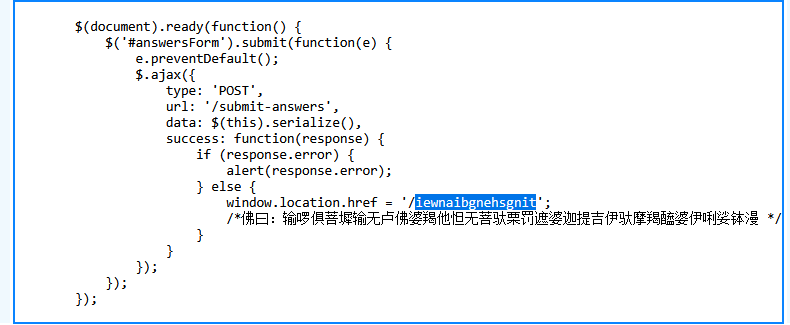 $(document).ready(function() {
$('#answersForm').submit(function(e) {
e.preventDefault();
$.ajax({
type: 'POST',
url: '/submit-answers',
data: $(this).serialize(),
success: function(response) {
if (response.error) {
alert(response.error);
} else {
window.location.href = '/iewnaibgnehsgnit';
/*佛曰：输啰俱菩墀输无卢佛婆羯他怛无菩驮栗罚遮婆迦提吉伊驮摩羯醯婆伊唎娑钵漫 */
}
}
});
});
});